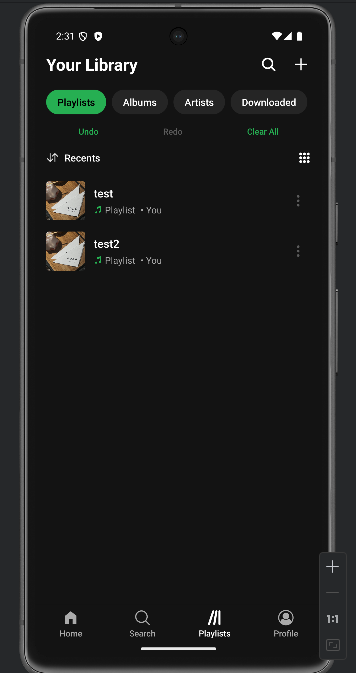 2:31
Your Library
Playlists Albums Artists Downloaded
Undo Redo Clear All
Recents
test
Playlist • You
test2
Playlist • You
Home Search Playlists Profile
1:1